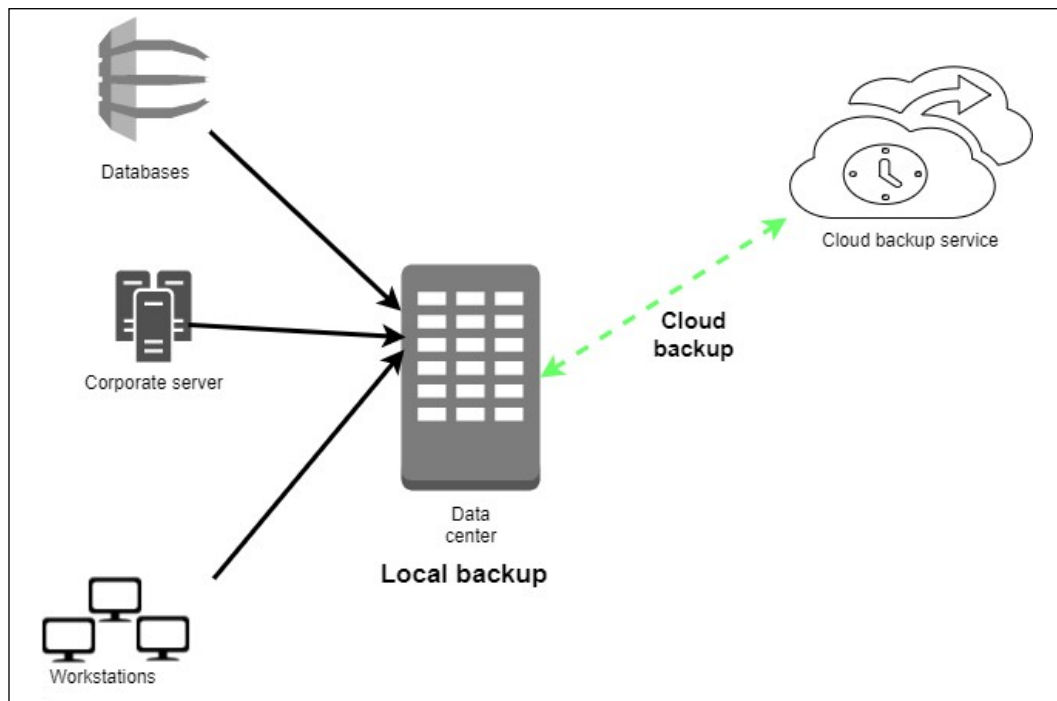 Databases
Cloud backup service
Cloud
backup
Corporate server
Data
center
Local backup
Workstations